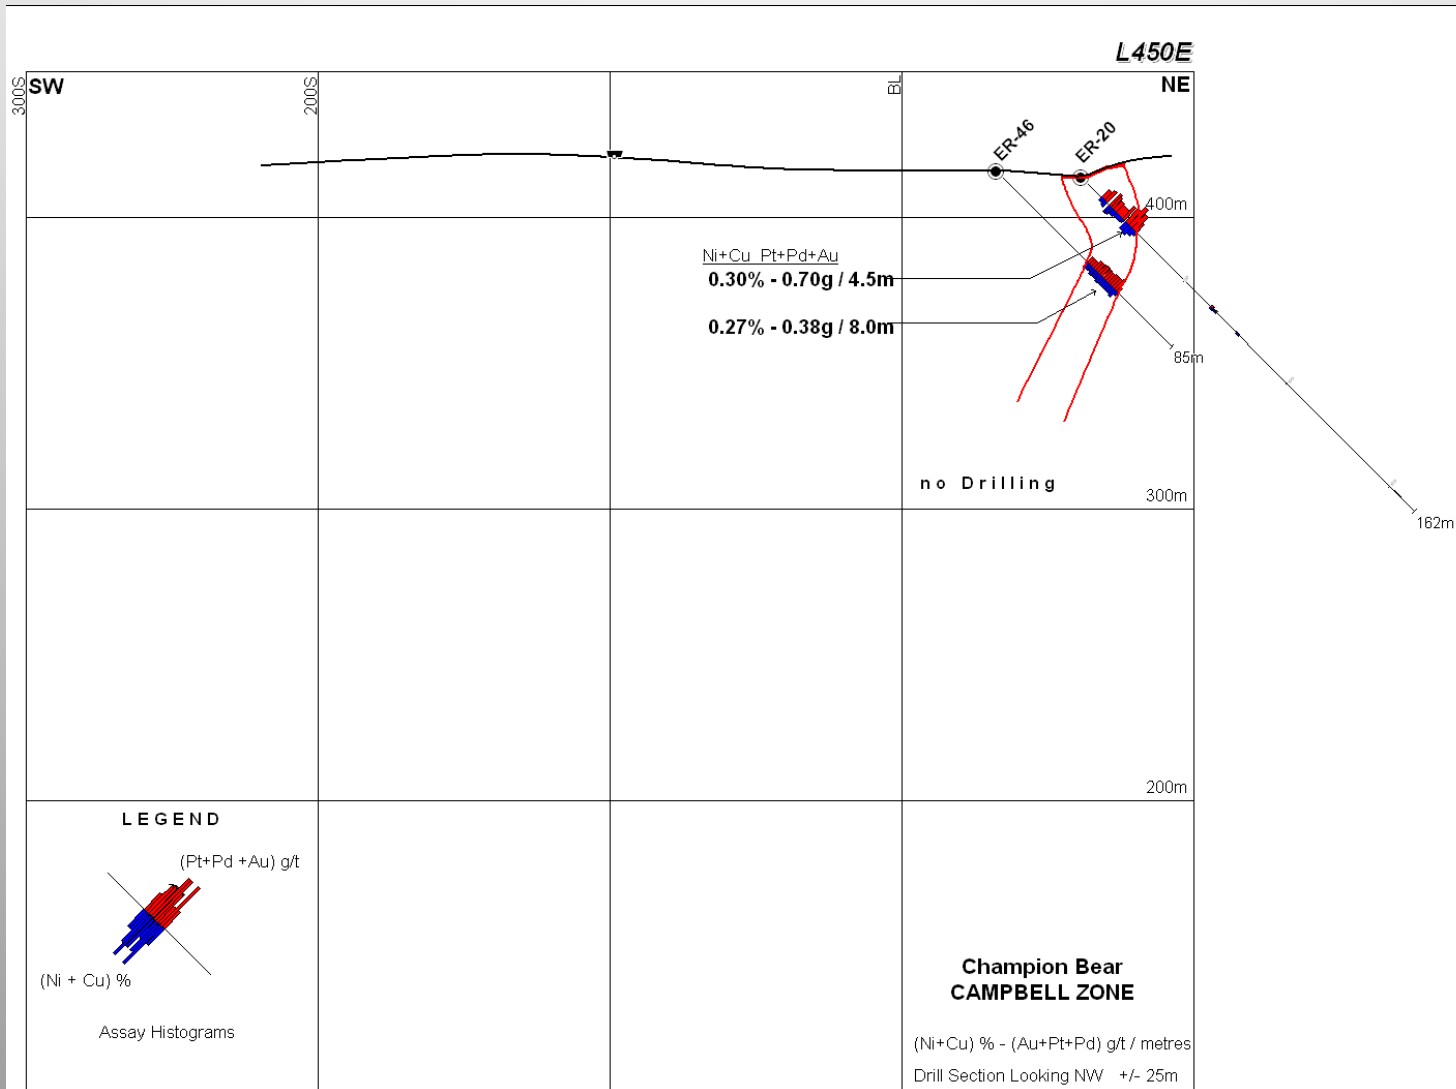 L450E
300S
SW
200S
BL
NE
ER-46
ER-20
400m
Ni+Cu Pt+Pd+Au
0.30% - 0.70g / 4.5m
0.27% - 0.38g / 8.0m
85m
no Drilling
300m
162m
200m
LEGEND
(Pt+Pd +Au) g/t
(Ni + Cu) %
Assay Histograms
Champion Bear
CAMPBELL ZONE
(Ni+Cu) % - (Au+Pt+Pd) g/t / metres
Drill Section Looking NW +/- 25m